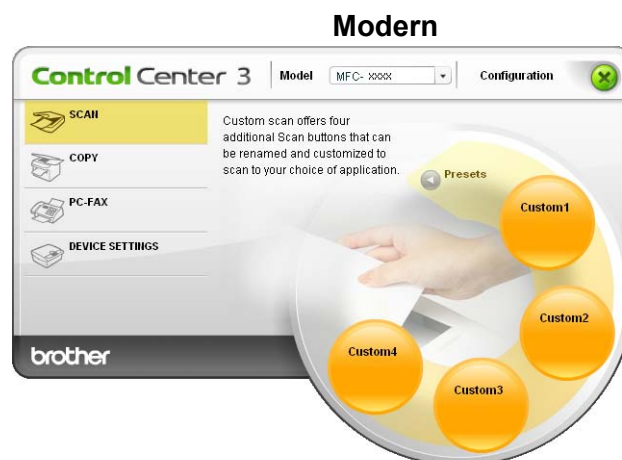 Modern
Control Center 3
Model
MFC- XXXX
Configuration
SCAN
COPY
PC-FAX
DEVICE SETTINGS
Custom scan offers four
additional Scan buttons that can
be renamed and customized to
scan to your choice of application.
Presets
Custom1
Custom2
Custom3
Custom4
brother